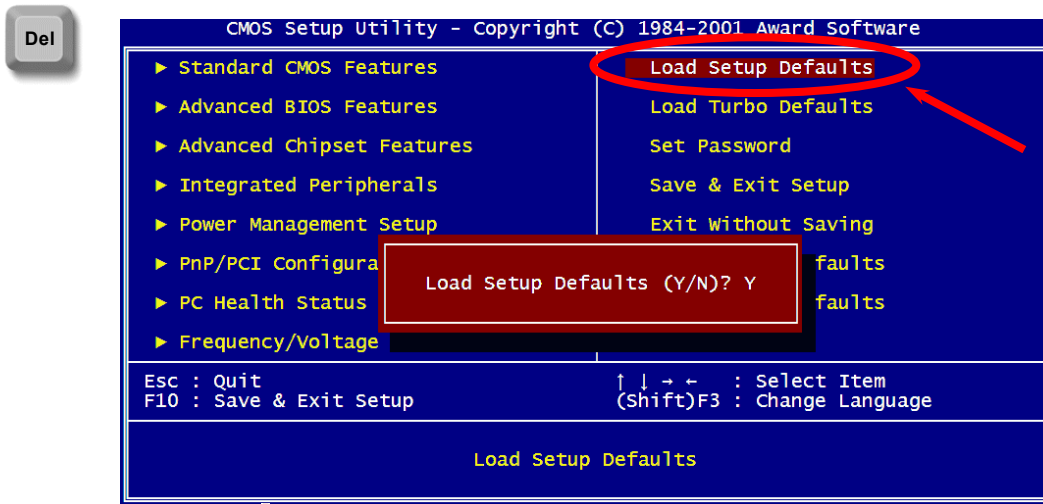 Del
CMOS Setup Utility - Copyright (C) 1984-2001 Award Software
▶ Standard CMOS Features
▶ Advanced BIOS Features
▶ Advanced Chipset Features
▶ Integrated Peripherals
▶ Power Management Setup
▶ PnP/PCI Configura
▶ PC Health Status
▶ Frequency/Voltage
Load Setup Defaults
Load Turbo Defaults
Set Password
Save & Exit Setup
Exit Without Saving
faults
faults
Load Setup Defaults (Y/N)? Y
Esc : Quit
F10 : Save & Exit Setup
↑ ↓ → ← : Select Item
(Shift)F3 : Change Language
Load Setup Defaults